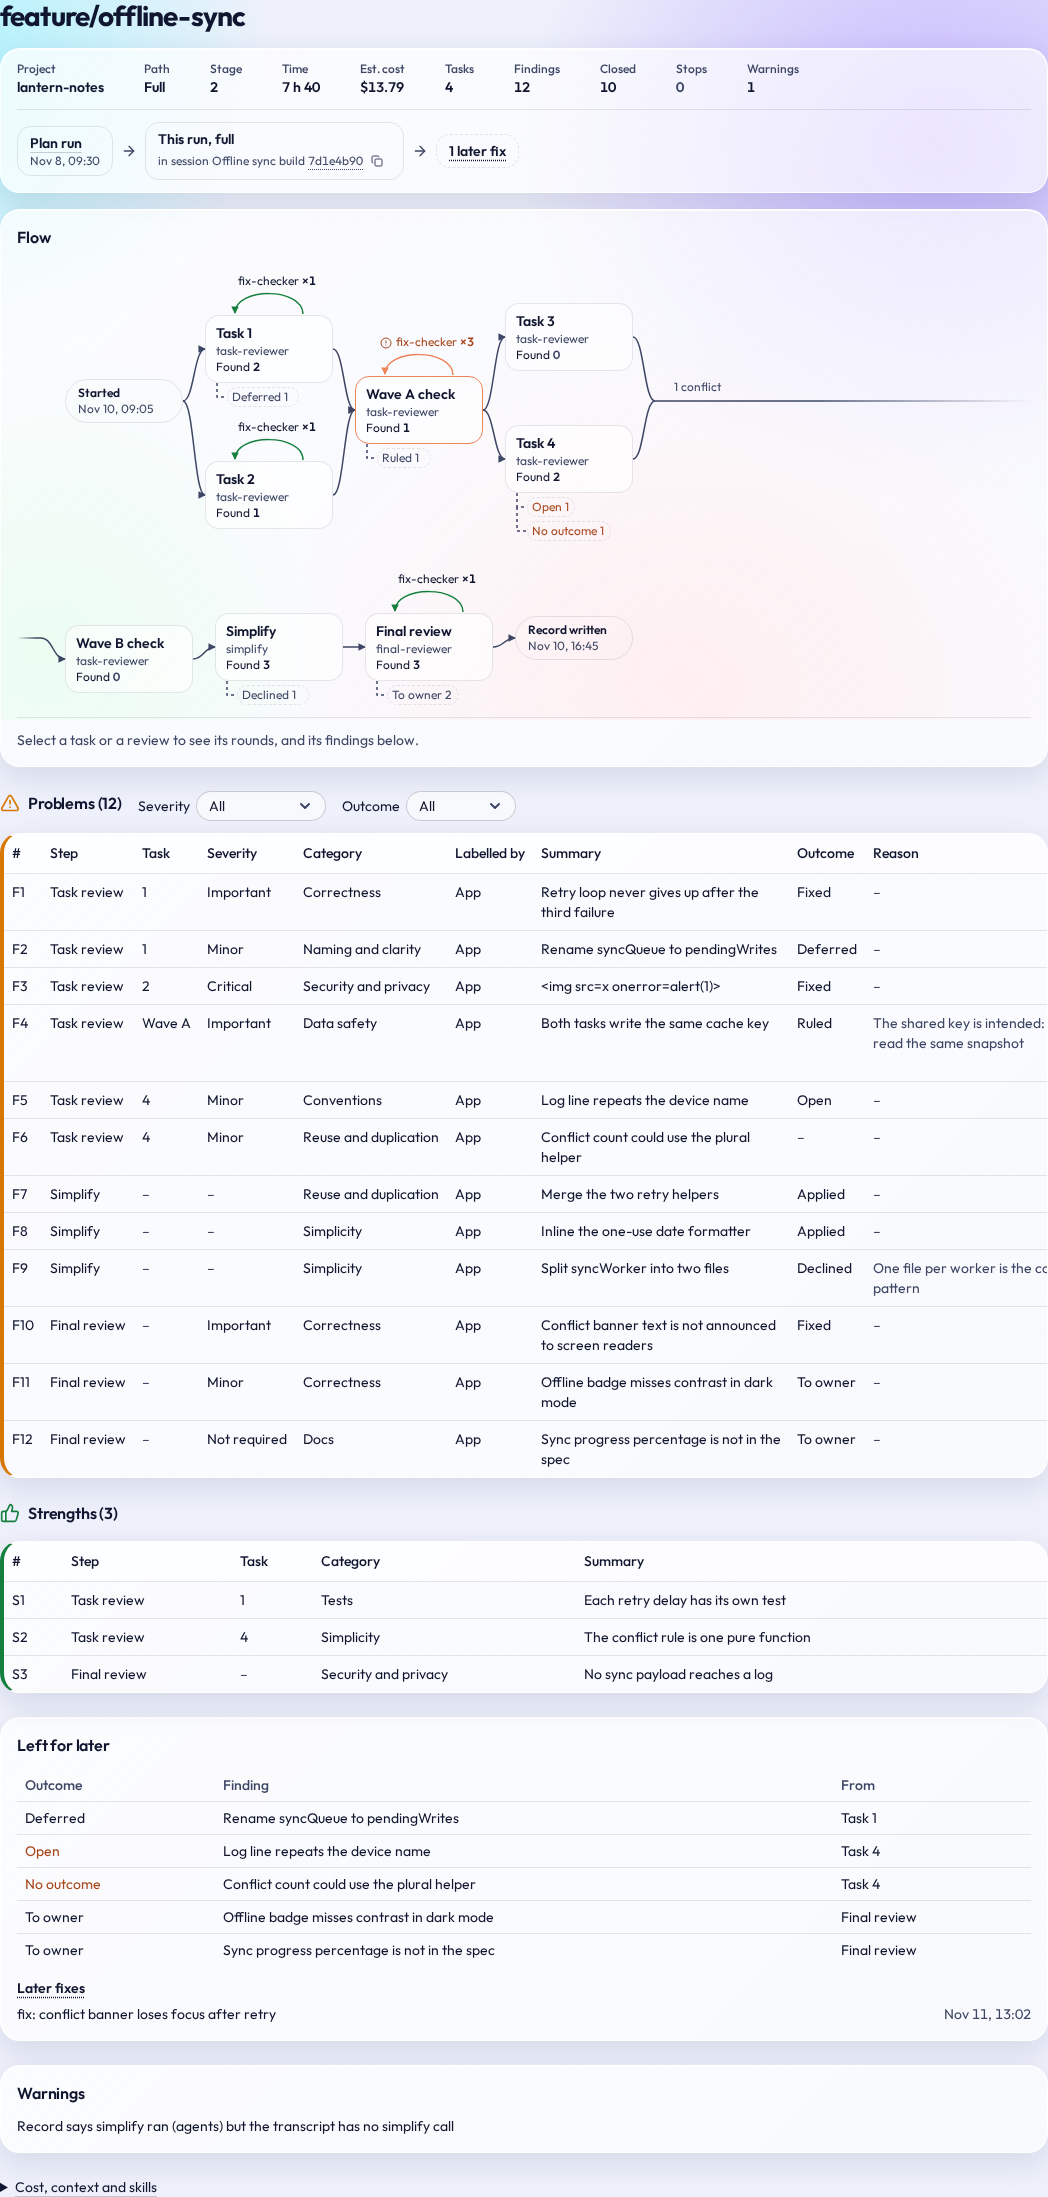 feature/offline-sync
Project Path Stage Time Est. cost Tasks Findings Closed Stops Warnings
lantern-notes Full 2 7 h 40 $13.79 4 12 10 0 1
Plan run
Nov 8, 09:30
This run, full
in session Offline sync build 7d1e4b90
1 later fix
Flow
fix-checker ×1
Task 1
task-reviewer
Found 2
Deferred 1
Started
Nov 10, 09:05
fix-checker ×1
Task 2
task-reviewer
Found 1
fix-checker ×3
Wave A check
task-reviewer
Found 1
Ruled 1
Task 3
task-reviewer
Found 0
Task 4
task-reviewer
Found 2
Open 1
No outcome 1
1 conflict
Wave B check
task-reviewer
Found 0
Simplify
simplify
Found 3
Declined 1
fix-checker ×1
Final review
final-reviewer
Found 3
To owner 2
Record written
Nov 10, 16:45
Select a task or a review to see its rounds, and its findings below.
Problems (12) Severity All Outcome All
# Step Task Severity Category Labelled by Summary Outcome Reason
F1 Task review 1 Important Correctness App Retry loop never gives up after the Fixed –
third failure
F2 Task review 1 Minor Naming and clarity App Rename syncQueue to pendingWrites Deferred –
F3 Task review 2 Critical Security and privacy App <img src=x onerror=alert(1)> Fixed –
F4 Task review Wave A Important Data safety App Both tasks write the same cache key Ruled The shared key is intended:
read the same snapshot
F5 Task review 4 Minor Conventions App Log line repeats the device name Open –
F6 Task review 4 Minor Reuse and duplication App Conflict count could use the plural – –
helper
F7 Simplify – – Reuse and duplication App Merge the two retry helpers Applied –
F8 Simplify – – Simplicity App Inline the one-use date formatter Applied –
F9 Simplify – – Simplicity App Split syncWorker into two files Declined One file per worker is the
pattern
F10 Final review – Important Correctness App Conflict banner text is not announced Fixed –
to screen readers
F11 Final review – Minor Correctness App Offline badge misses contrast in dark To owner –
mode
F12 Final review – Not required Docs App Sync progress percentage is not in the To owner –
spec
Strengths (3)
# Step Task Category Summary
S1 Task review 1 Tests Each retry delay has its own test
S2 Task review 4 Simplicity The conflict rule is one pure function
S3 Final review – Security and privacy No sync payload reaches a log
Left for later
Outcome Finding From
Deferred Rename syncQueue to pendingWrites Task 1
Open Log line repeats the device name Task 4
No outcome Conflict count could use the plural helper Task 4
To owner Offline badge misses contrast in dark mode Final review
To owner Sync progress percentage is not in the spec Final review
Later fixes
fix: conflict banner loses focus after retry Nov 11, 13:02
Warnings
Record says simplify ran (agents) but the transcript has no simplify call
Cost, context and skills